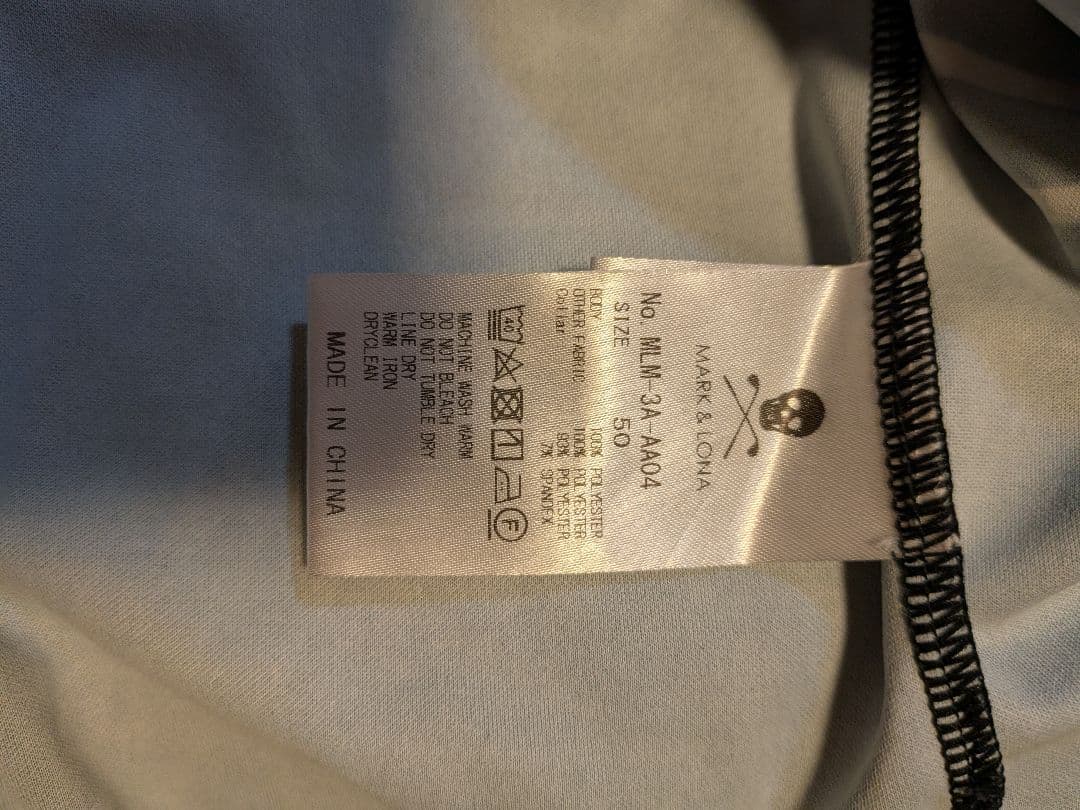 MARK & LONA
No. MLM-3A-AA04
SIZE 50
BODY 100% POLYESTER
OTHER FABRIC 100% POLYESTER
Collar 93% POLYESTER
7% SPANDEX
40
F
MACHINE WASH WARM
DO NOT BLEACH
DO NOT TUMBLE DRY
LINE DRY
WARM IRON
DRYCLEAN
MADE IN CHINA